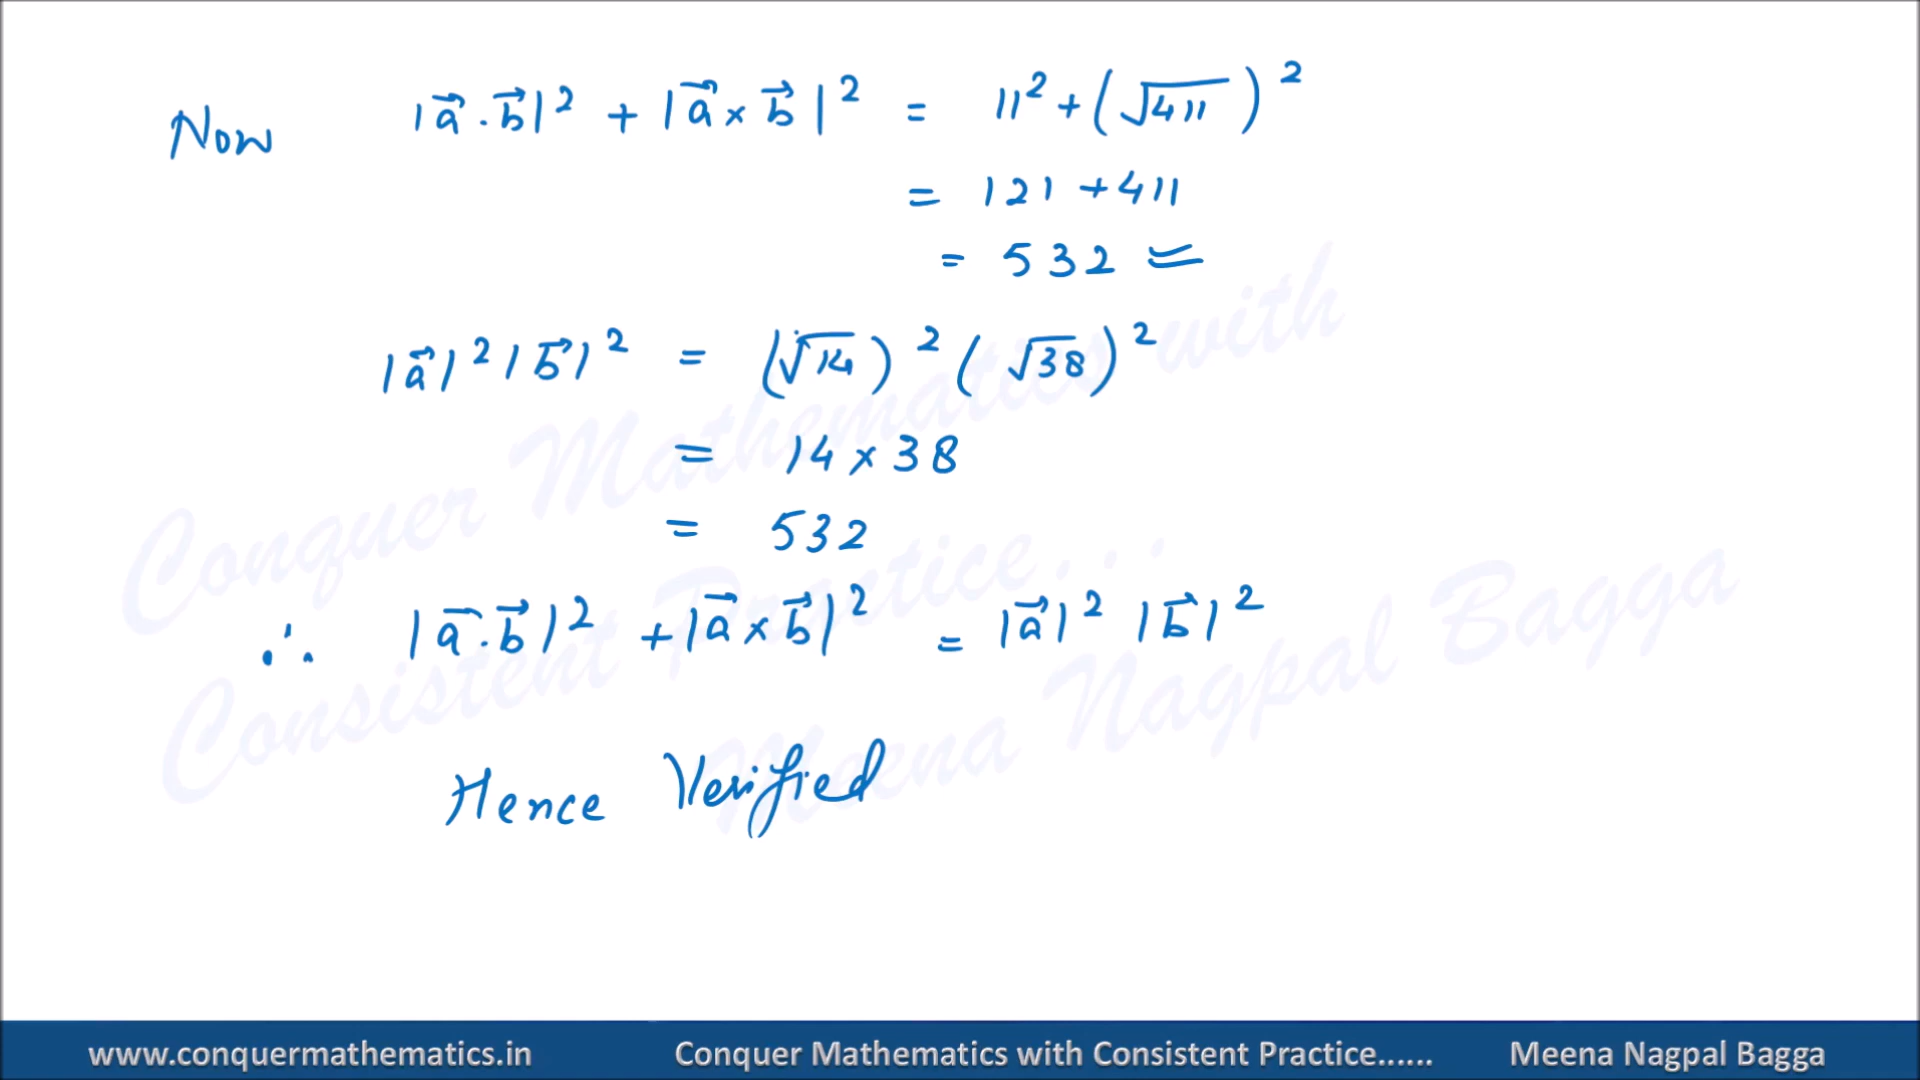 Now |a⃗.b⃗|² + |a⃗×b⃗|² = 11² + (√411)²
= 121 + 411
= 532
|a⃗|²|b⃗|² = (√14)² (√38)²
= 14 × 38
= 532
∴ |a⃗.b⃗|² + |a⃗×b⃗|² = |a⃗|² |b⃗|²
Hence Verified
Conquer Mathematics with
Consistent Practice...
Meena Nagpal Bagga
www.conquermathematics.in Conquer Mathematics with Consistent Practice...... Meena Nagpal Bagga